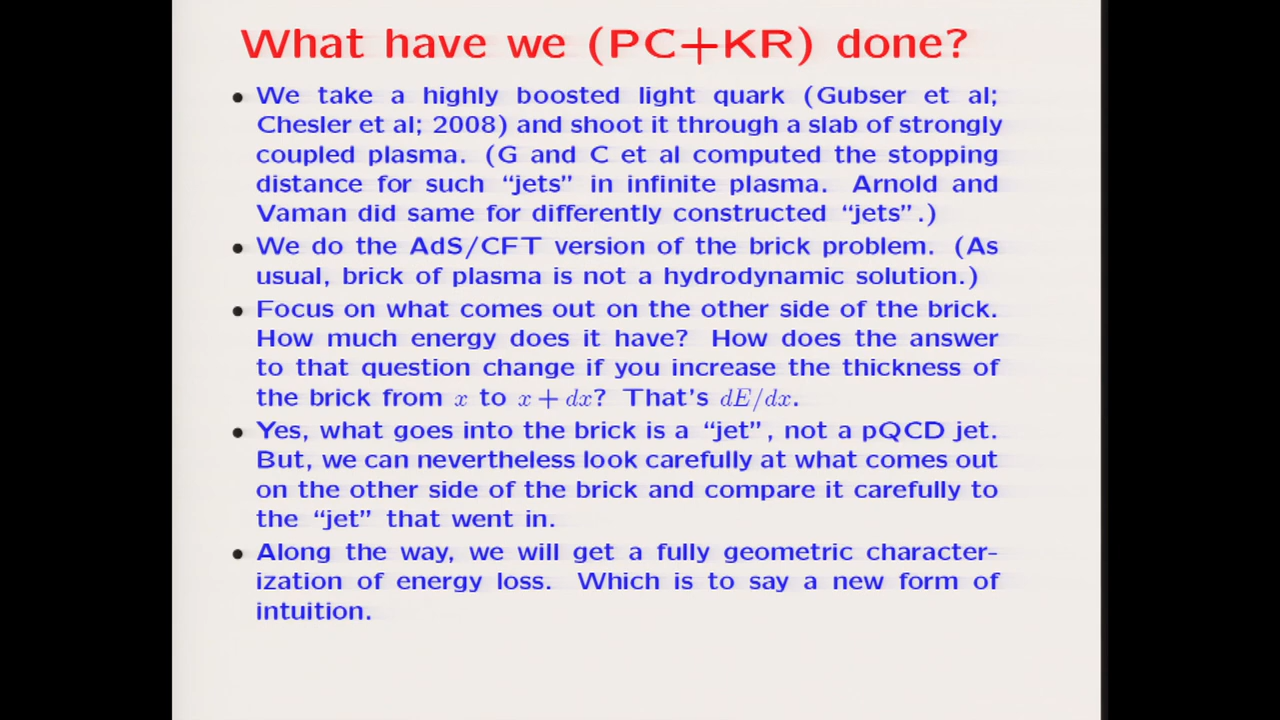 What have we (PC+KR) done?
• We take a highly boosted light quark (Gubser et al;
Chesler et al; 2008) and shoot it through a slab of strongly
coupled plasma. (G and C et al computed the stopping
distance for such “jets” in infinite plasma. Arnold and
Vaman did same for differently constructed “jets”.)
• We do the AdS/CFT version of the brick problem. (As
usual, brick of plasma is not a hydrodynamic solution.)
• Focus on what comes out on the other side of the brick.
How much energy does it have? How does the answer
to that question change if you increase the thickness of
the brick from x to x + dx? That's dE/dx.
• Yes, what goes into the brick is a “jet”, not a pQCD jet.
But, we can nevertheless look carefully at what comes out
on the other side of the brick and compare it carefully to
the “jet” that went in.
• Along the way, we will get a fully geometric character-
ization of energy loss. Which is to say a new form of
intuition.